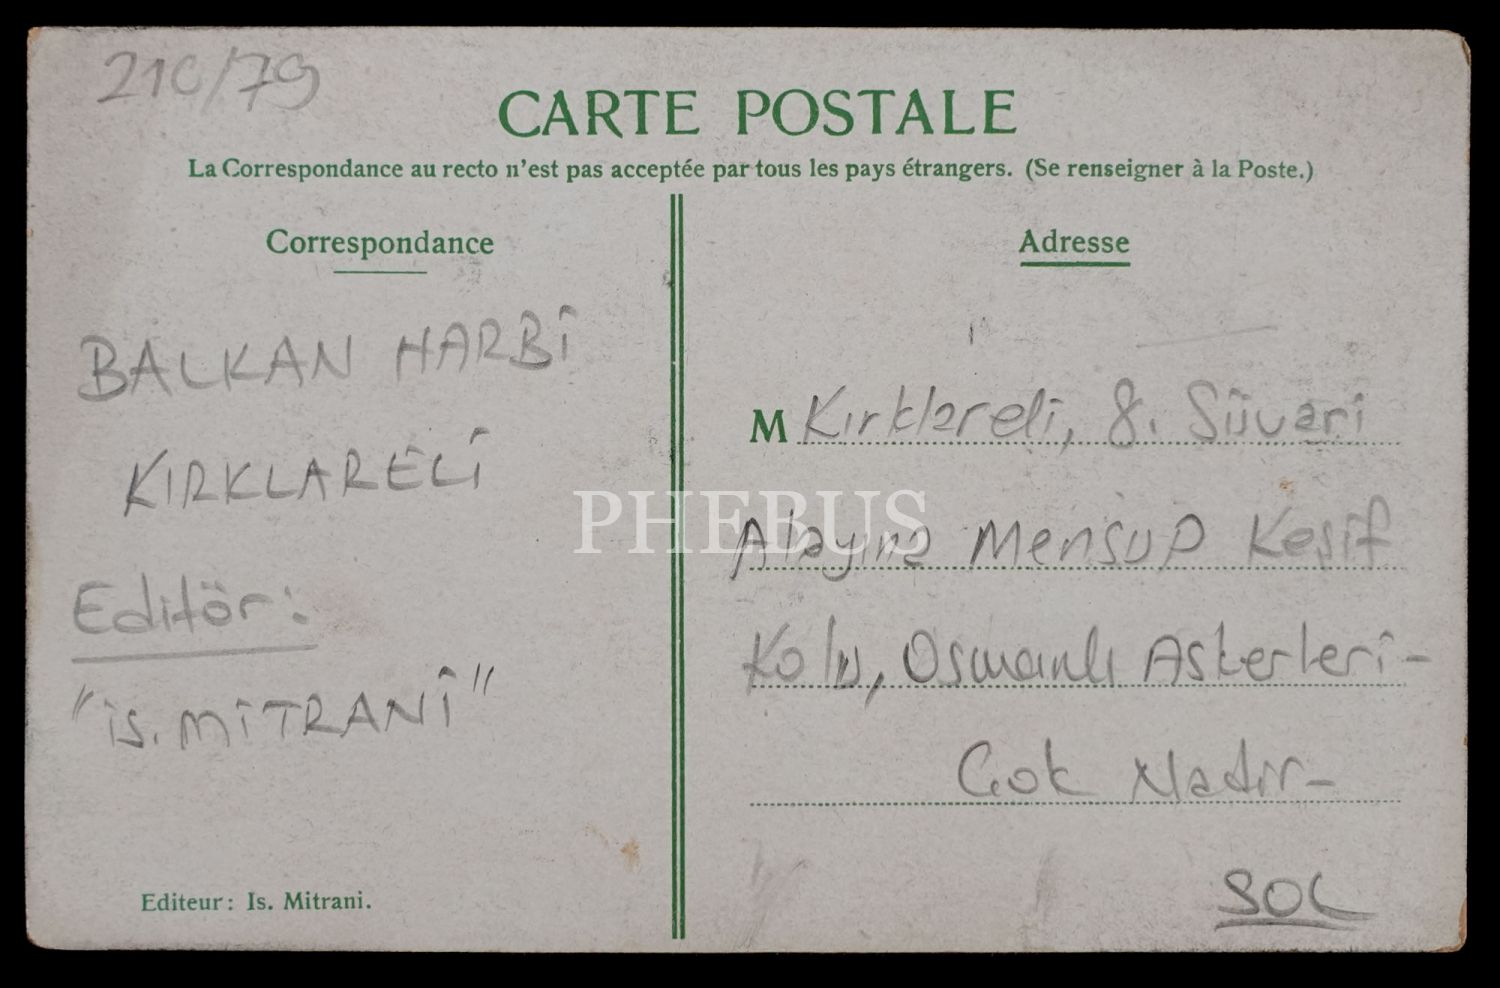 210/79
CARTE POSTALE
La Correspondance au recto n'est pas acceptée par tous les pays étrangers. (Se renseigner à la Poste.)
Correspondance
BALKAN HARBİ
KIRKLARELİ
Editör:
"İS. MİTRANİ"
Editeur: Is. Mitrani.
Adresse
M Kırklareli, 8. Süvari
Alayına Mensup Keşif
Kolu, Osmanlı Askerleri-
Çok Nadir-
SOL
PHEBUS